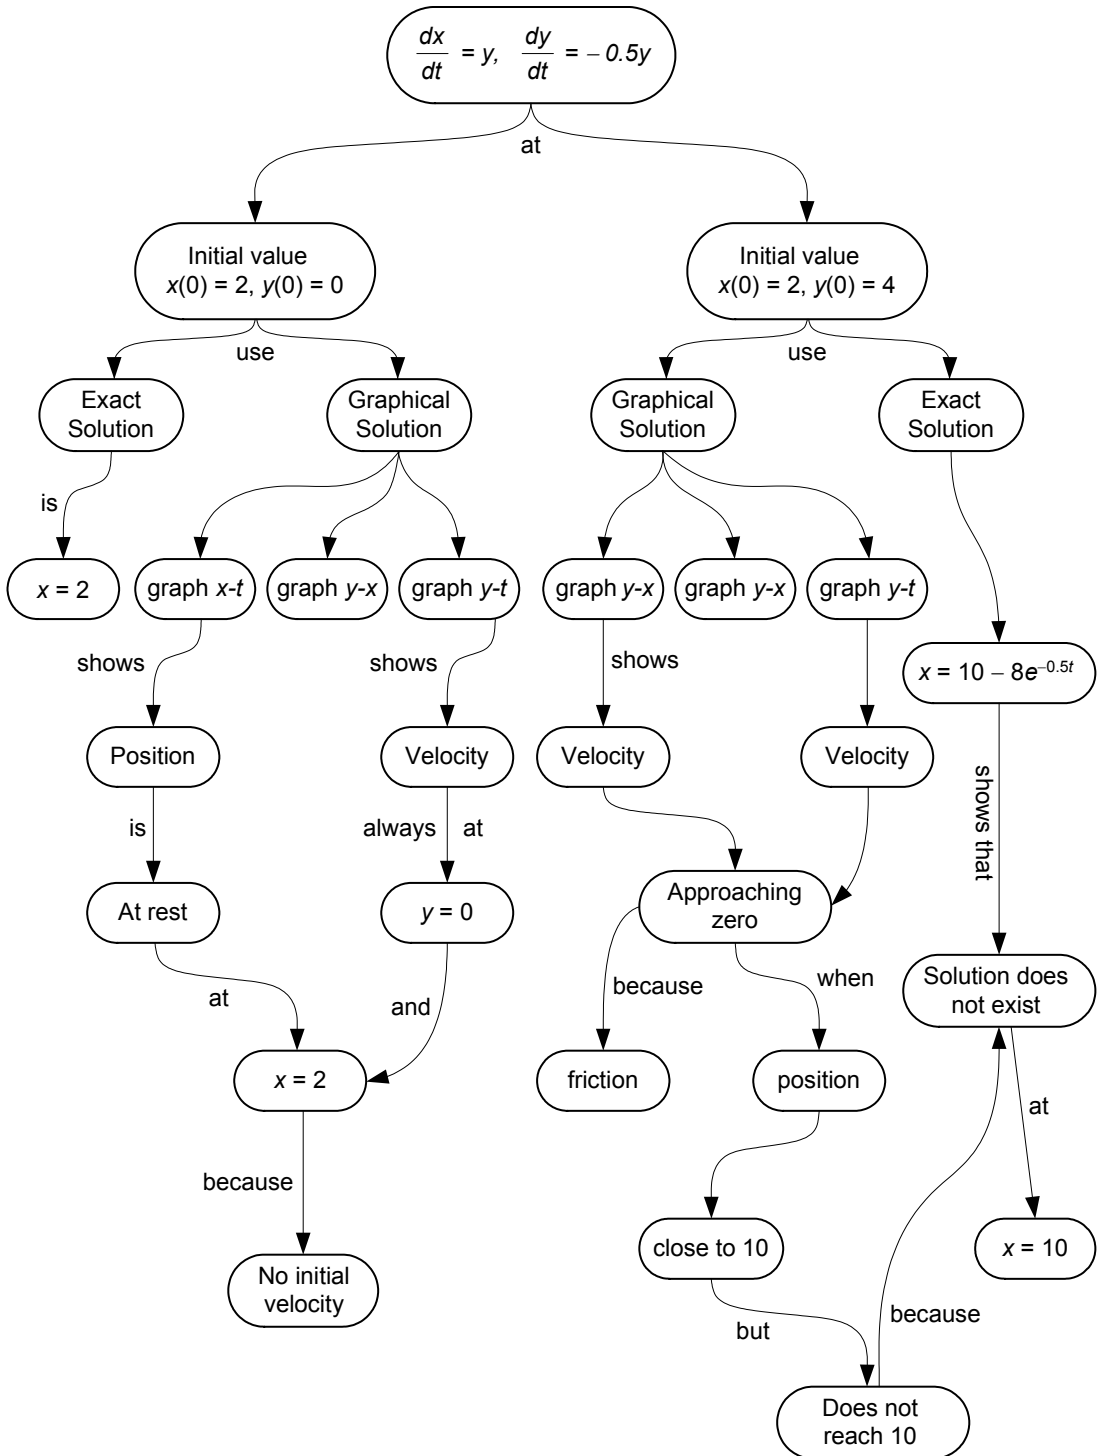 dx/dt = y, dy/dt = – 0.5y
at
Initial value
x(0) = 2, y(0) = 0
Initial value
x(0) = 2, y(0) = 4
use
use
Exact
Solution
Graphical
Solution
Graphical
Solution
Exact
Solution
is
x = 2
graph x-t
graph y-x
graph y-t
graph y-x
graph y-x
graph y-t
shows
shows
shows
x = 10 – 8e^–0.5t
Position
Velocity
Velocity
Velocity
shows that
is
always at
At rest
y = 0
Approaching
zero
at
and
because
when
Solution does
not exist
x = 2
friction
position
at
because
close to 10
x = 10
No initial
velocity
but
because
Does not
reach 10